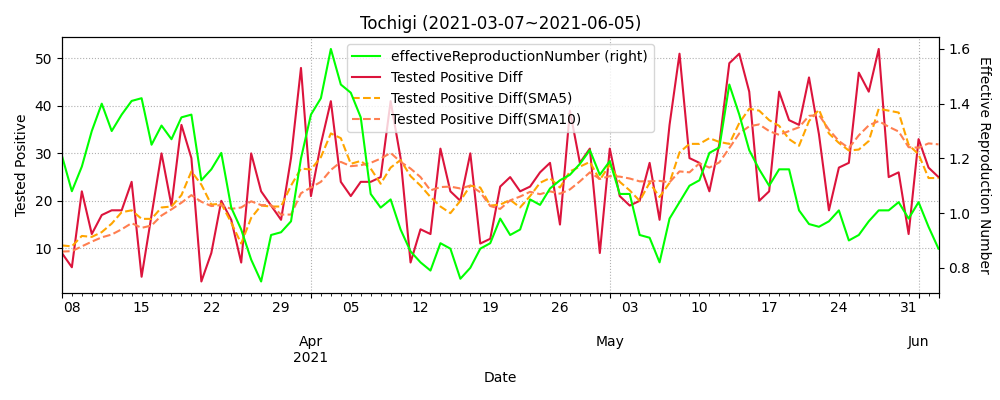 Tochigi (2021-03-07~2021-06-05)
effectiveReproductionNumber (right)
Tested Positive Diff
Tested Positive Diff(SMA5)
Tested Positive Diff(SMA10)
Tested Positive
50
40
30
20
10
Effective Reproduction Number
1.6
1.4
1.2
1.0
0.8
08 15 22 29 05 12 19 26 03 10 17 24 31
Apr May Jun
2021
Date